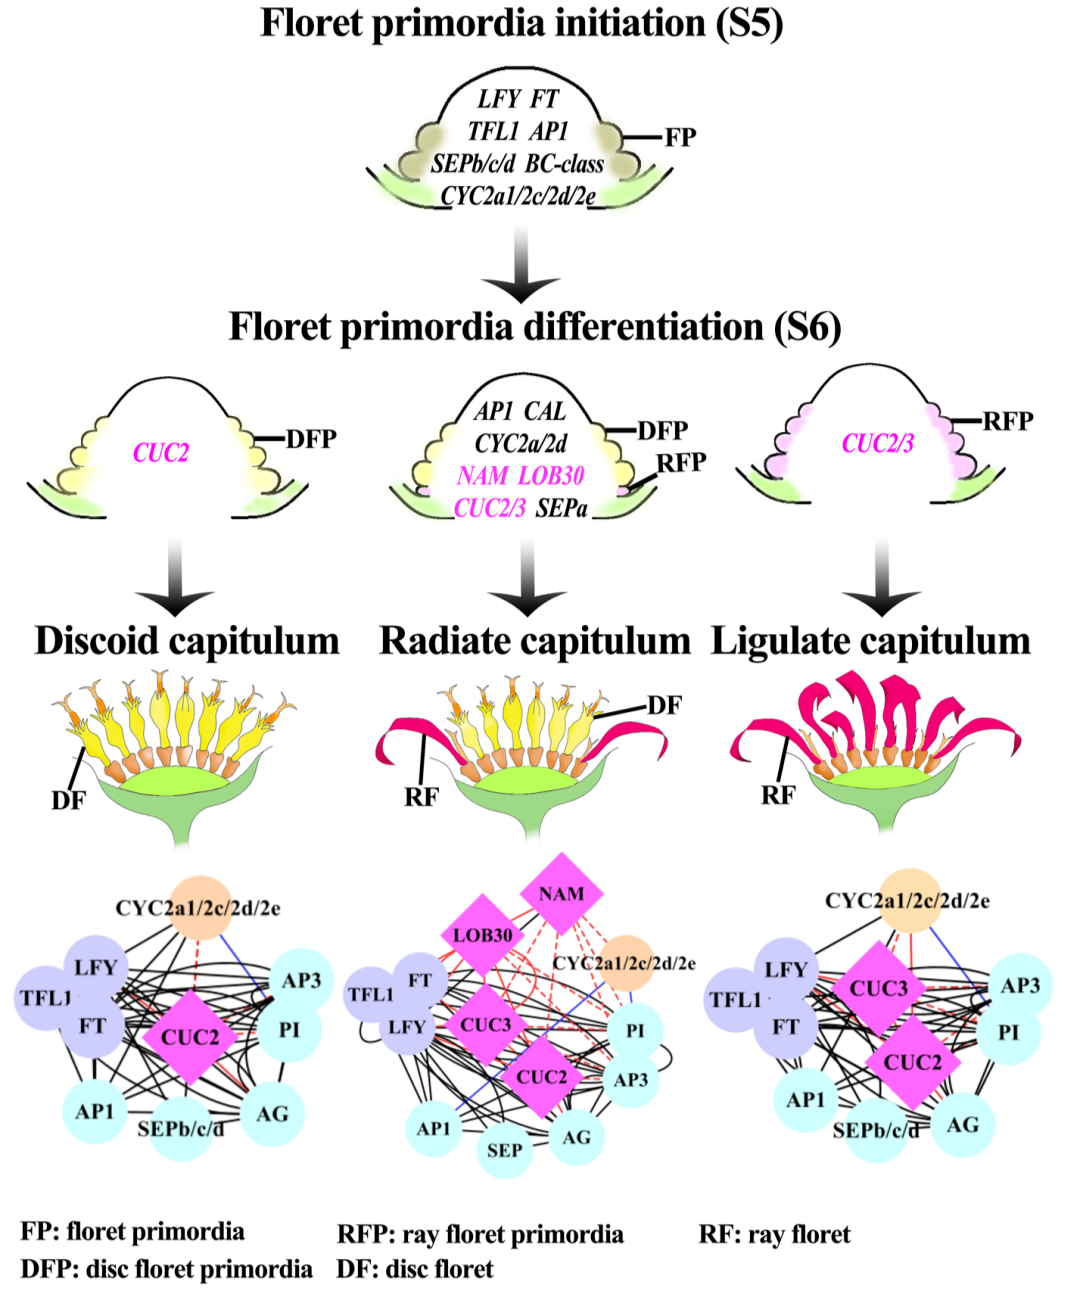 Floret primordia initiation (S5)
LFY FT
TFL1 AP1
FP
SEPb/c/d BC-class
CYC2a1/2c/2d/2e
Floret primordia differentiation (S6)
CUC2
DFP
AP1 CAL
CYC2a/2d
NAM LOB30
CUC2/3 SEPa
DFP
RFP
CUC2/3
RFP
Discoid capitulum
Radiate capitulum
Ligulate capitulum
DF
DF
RF
RF
CYC2a1/2c/2d/2e
LFY
TFL1
FT
CUC2
AP3
PI
AP1
SEPb/c/d
AG
NAM
LOB30
CYC2a1/2c/2d/2e
FT
TFL1
LFY
CUC3
PI
CUC2
AP3
AP1
SEP
AG
CYC2a1/2c/2d/2e
LFY
TFL1
FT
CUC3
AP3
PI
CUC2
AP1
SEPb/c/d
AG
FP: floret primordia
RFP: ray floret primordia
RF: ray floret
DFP: disc floret primordia
DF: disc floret